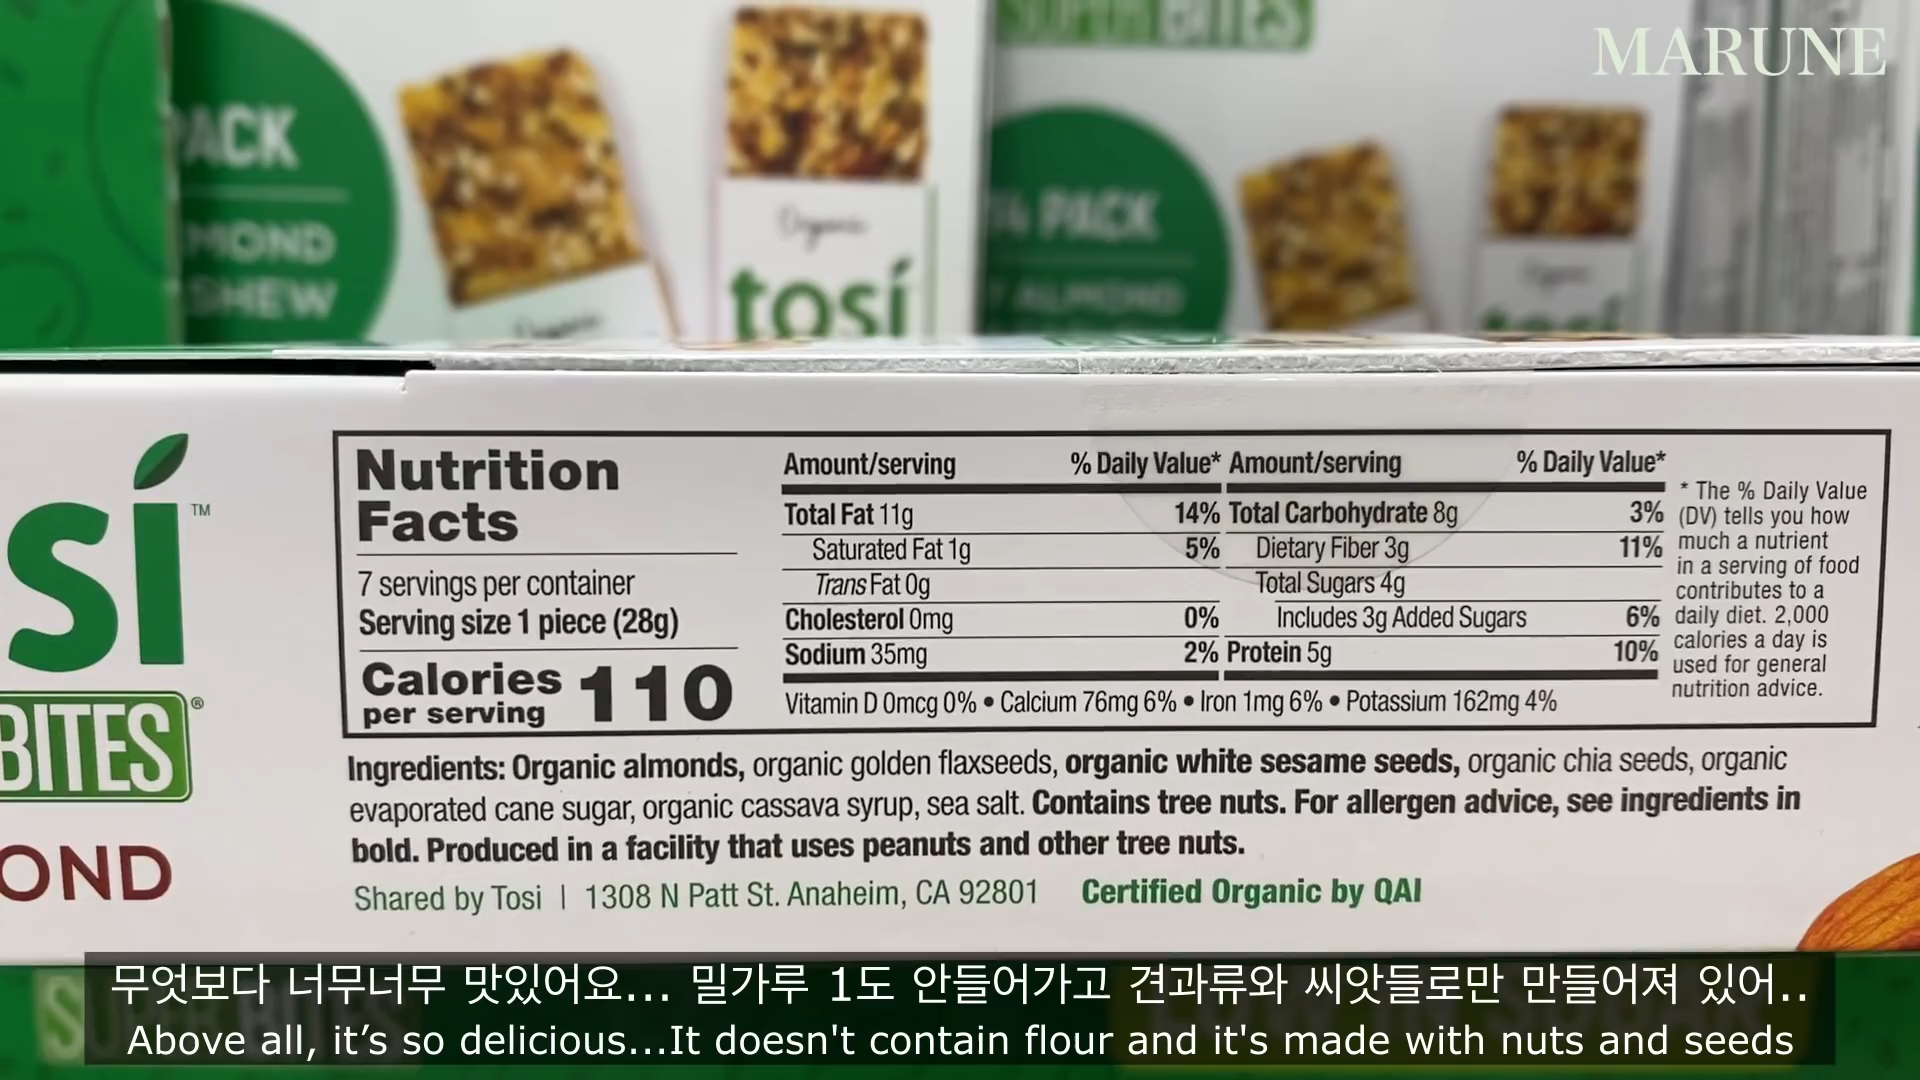 SUPER BITES
MARUNE
PACK
MOND
SHEW
Organic
tosí
14 PACK
ALMOND
Organic
tosí
sí™
BITES®
OND
Nutrition
Facts
7 servings per container
Serving size 1 piece (28g)
Calories
per serving
110
Amount/serving % Daily Value*
Total Fat 11g 14%
Saturated Fat 1g 5%
Trans Fat 0g
Cholesterol 0mg 0%
Sodium 35mg 2%
Amount/serving % Daily Value*
Total Carbohydrate 8g 3%
Dietary Fiber 3g 11%
Total Sugars 4g
Includes 3g Added Sugars 6%
Protein 5g 10%
Vitamin D 0mcg 0% • Calcium 76mg 6% • Iron 1mg 6% • Potassium 162mg 4%
* The % Daily Value
(DV) tells you how
much a nutrient
in a serving of food
contributes to a
daily diet. 2,000
calories a day is
used for general
nutrition advice.
Ingredients: Organic almonds, organic golden flaxseeds, organic white sesame seeds, organic chia seeds, organic
evaporated cane sugar, organic cassava syrup, sea salt. Contains tree nuts. For allergen advice, see ingredients in
bold. Produced in a facility that uses peanuts and other tree nuts.
Shared by Tosi | 1308 N Patt St. Anaheim, CA 92801 Certified Organic by QAI
무엇보다 너무너무 맛있어요... 밀가루 1도 안들어가고 견과류와 씨앗들로만 만들어져 있어..
Above all, it’s so delicious...It doesn't contain flour and it's made with nuts and seeds